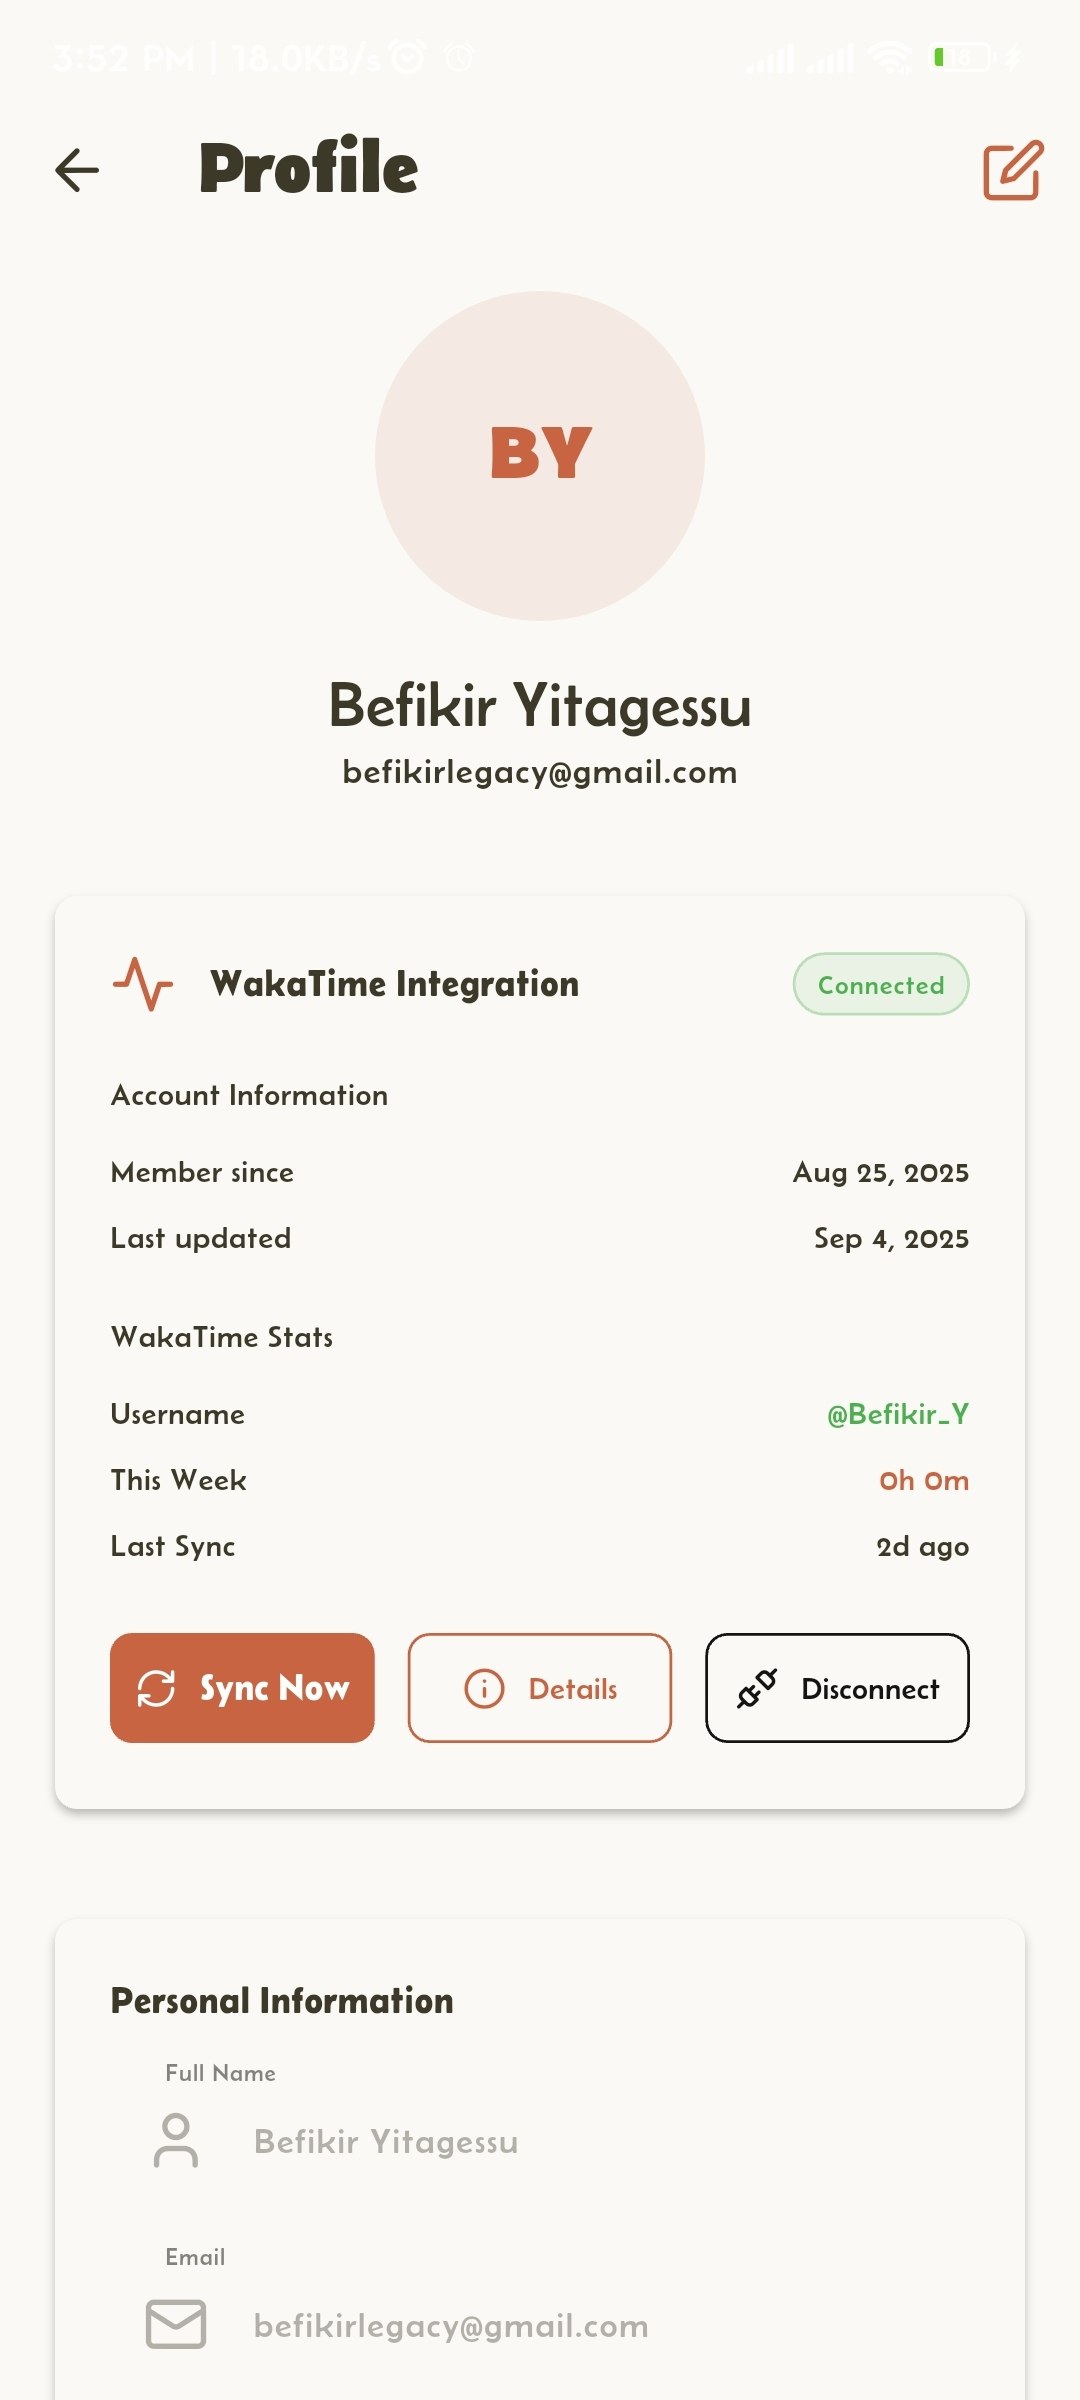 3:52 PM | 18.0KB/s
Profile
BY
Befikir Yitagessu
befikirlegacy@gmail.com
WakaTime Integration
Connected
Account Information
Member since Aug 25, 2025
Last updated Sep 4, 2025
WakaTime Stats
Username @Befikir_Y
This Week 0h 0m
Last Sync 2d ago
Sync Now Details Disconnect
Personal Information
Full Name
Befikir Yitagessu
Email
befikirlegacy@gmail.com